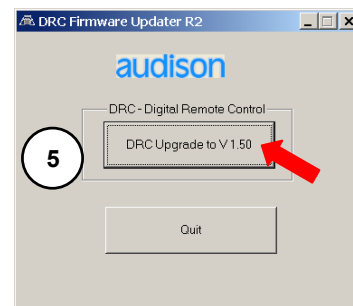 DRC Firmware Updater R2
audison
DRC - Digital Remote Control
DRC Upgrade to V 1.50
5
Quit